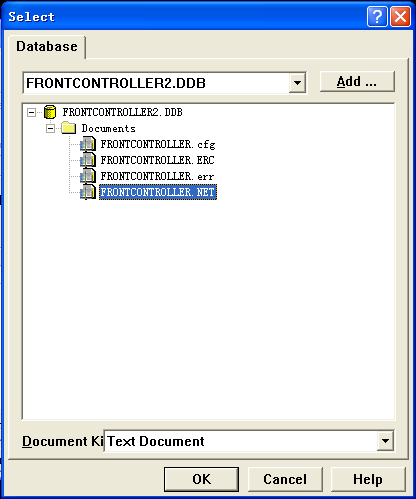 Select
Database
FRONTCONTROLLER2.DDB
Add ...
FRONTCONTROLLER2.DDB
Documents
FRONTCONTROLLER.cfg
FRONTCONTROLLER.ERC
FRONTCONTROLLER.err
FRONTCONTROLLER.NET
Document Ki Text Document
OK Cancel Help